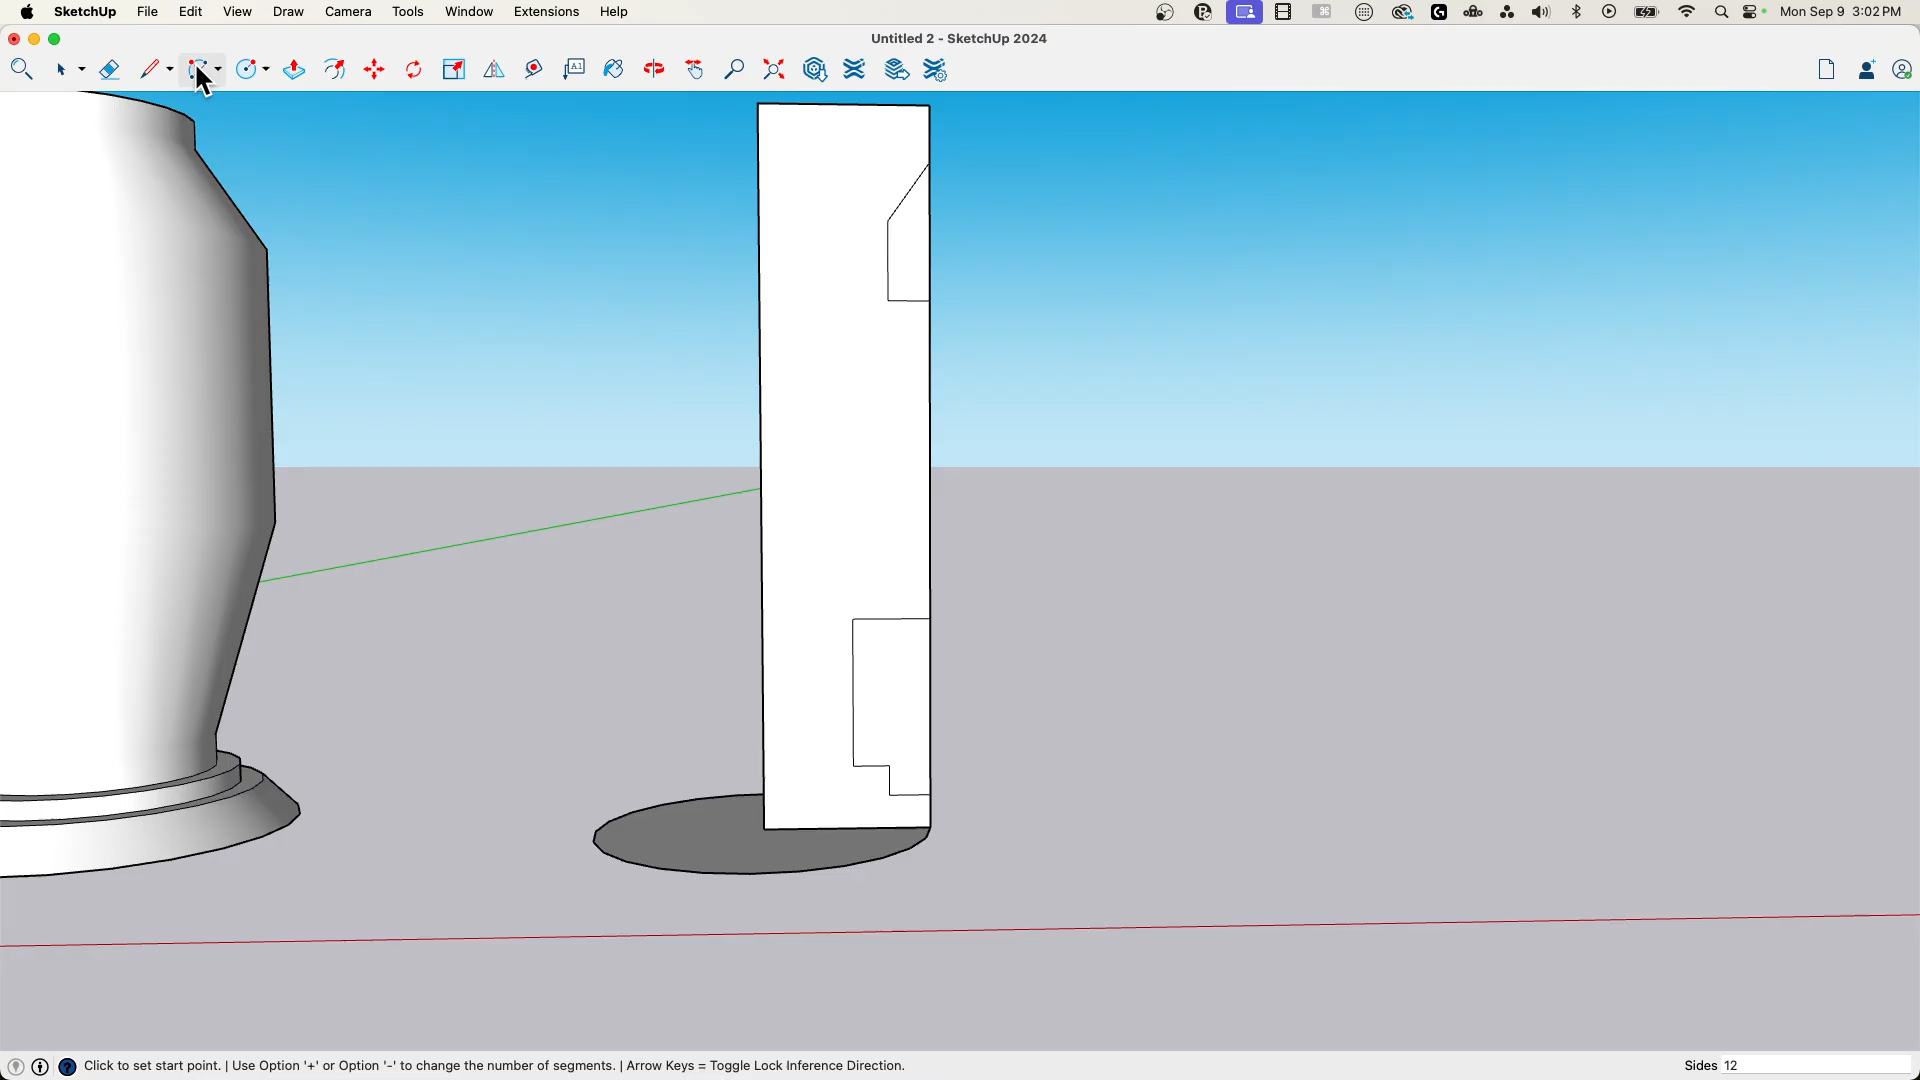 SketchUp File Edit View Draw Camera Tools Window Extensions Help Mon Sep 9 3:02 PM
Untitled 2 - SketchUp 2024
A1
Click to set start point. | Use Option '+' or Option '-' to change the number of segments. | Arrow Keys = Toggle Lock Inference Direction. Sides 12